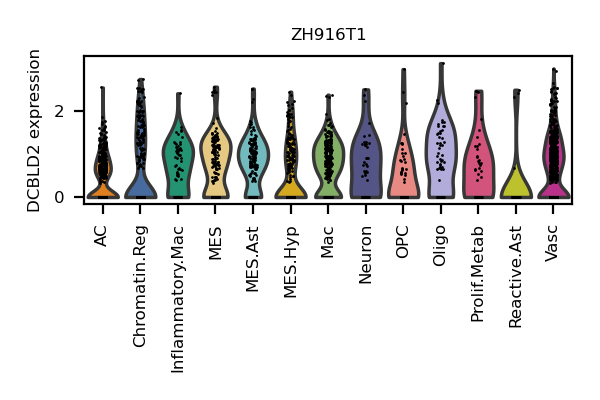 ZH916T1
DCBLD2 expression
2
0
AC
Chromatin.Reg
Inflammatory.Mac
MES
MES.Ast
MES.Hyp
Mac
Neuron
OPC
Oligo
Prolif.Metab
Reactive.Ast
Vasc